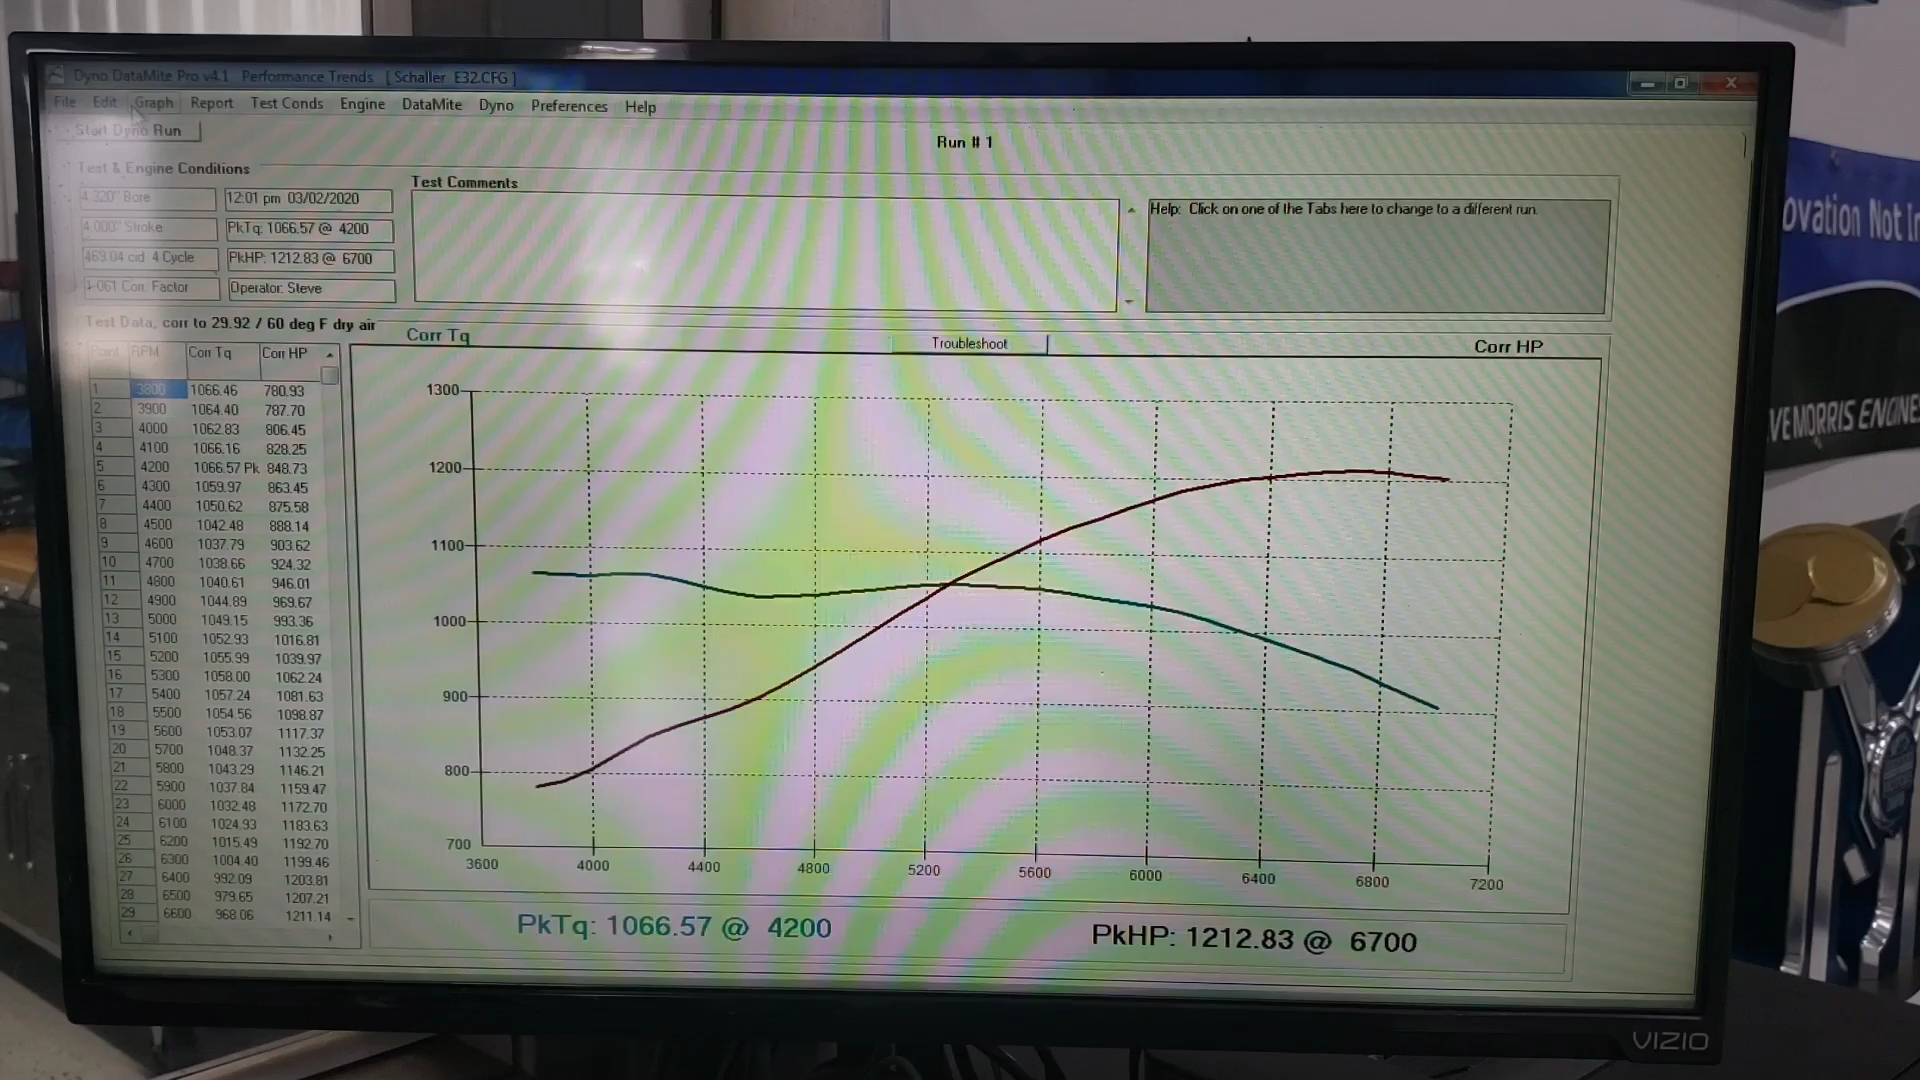 Dyno DataMite Pro v4.1 Performance Trends [ Schaller E32.CFG ]
File Edit Graph Report Test Conds Engine DataMite Dyno Preferences Help
Start Dyno Run
Run # 1
Test & Engine Conditions
Test Comments
4.320" Bore 12:01 pm 03/02/2020
Help: Click on one of the Tabs here to change to a different run.
4.000" Stroke PkTq: 1066.57 @ 4200
469.04 cid 4 Cycle PkHP: 1212.83 @ 6700
1.061 Corr. Factor Operator: Steve
Test Data, corr to 29.92 / 60 deg F dry air
Corr Tq
Troubleshoot
Corr HP
Point RPM Corr Tq Corr HP
1 3800 1066.46 780.93
2 3900 1064.40 787.70
3 4000 1062.83 806.45
4 4100 1066.16 828.25
5 4200 1066.57 Pk 848.73
6 4300 1059.97 863.45
7 4400 1050.62 875.58
8 4500 1042.48 888.14
9 4600 1037.79 903.62
10 4700 1038.66 924.32
11 4800 1040.61 946.01
12 4900 1044.89 969.67
13 5000 1049.15 993.36
14 5100 1052.93 1016.81
15 5200 1055.99 1039.97
16 5300 1058.00 1062.24
17 5400 1057.24 1081.63
18 5500 1054.56 1098.87
19 5600 1053.07 1117.37
20 5700 1048.37 1132.25
21 5800 1043.29 1146.21
22 5900 1037.84 1159.47
23 6000 1032.48 1172.70
24 6100 1024.93 1183.63
25 6200 1015.49 1192.70
26 6300 1004.40 1199.46
27 6400 992.09 1203.81
28 6500 979.65 1207.21
29 6600 968.06 1211.14
1300
1200
1100
1000
900
800
700
3600 4000 4400 4800 5200 5600 6000 6400 6800 7200
PkTq: 1066.57 @ 4200
PkHP: 1212.83 @ 6700
VIZIO
ovation Not In
VE MORRIS ENGINE